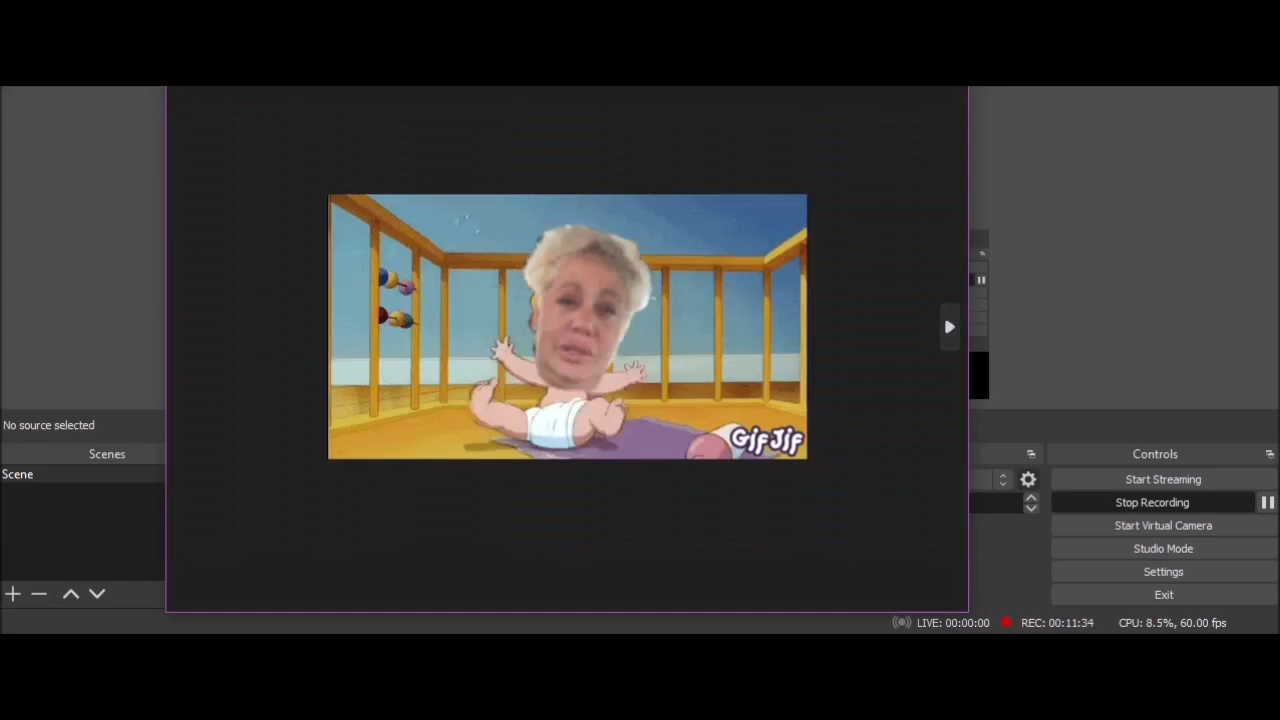 No source selected
Scenes
Scene
GifJif
Controls
Start Streaming
Stop Recording
Start Virtual Camera
Studio Mode
Settings
Exit
LIVE: 00:00:00 REC: 00:11:34 CPU: 8.5%, 60.00 fps